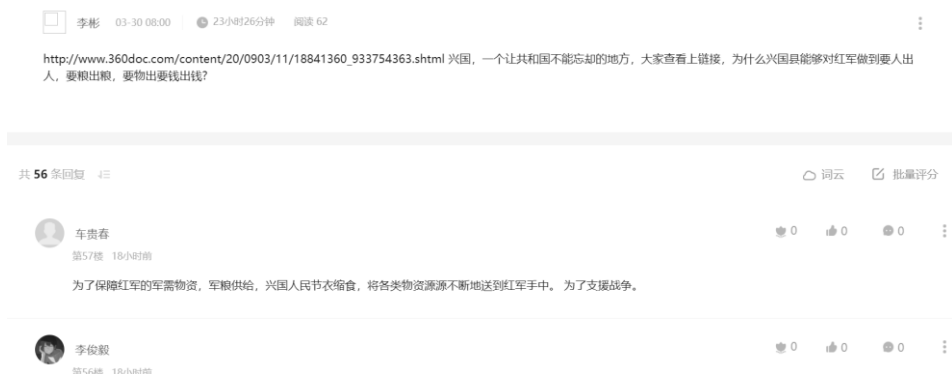 李彬 03-30 08:00 23小时26分钟 阅读 62
http://www.360doc.com/content/20/0903/11/18841360_933754363.shtml 兴国，一个让共和国不能忘却的地方，大家查看上链接，为什么兴国县能够对红军做到要人出
人，要粮出粮，要物出要钱出钱?
共 56 条回复 词云 批量评分
车贵春 0 0 0
第57楼 18小时前
为了保障红军的军需物资，军粮供给，兴国人民节衣缩食，将各类物资源源不断地送到红军手中。 为了支援战争。
李俊毅 0 0 0
第56楼 18小时前